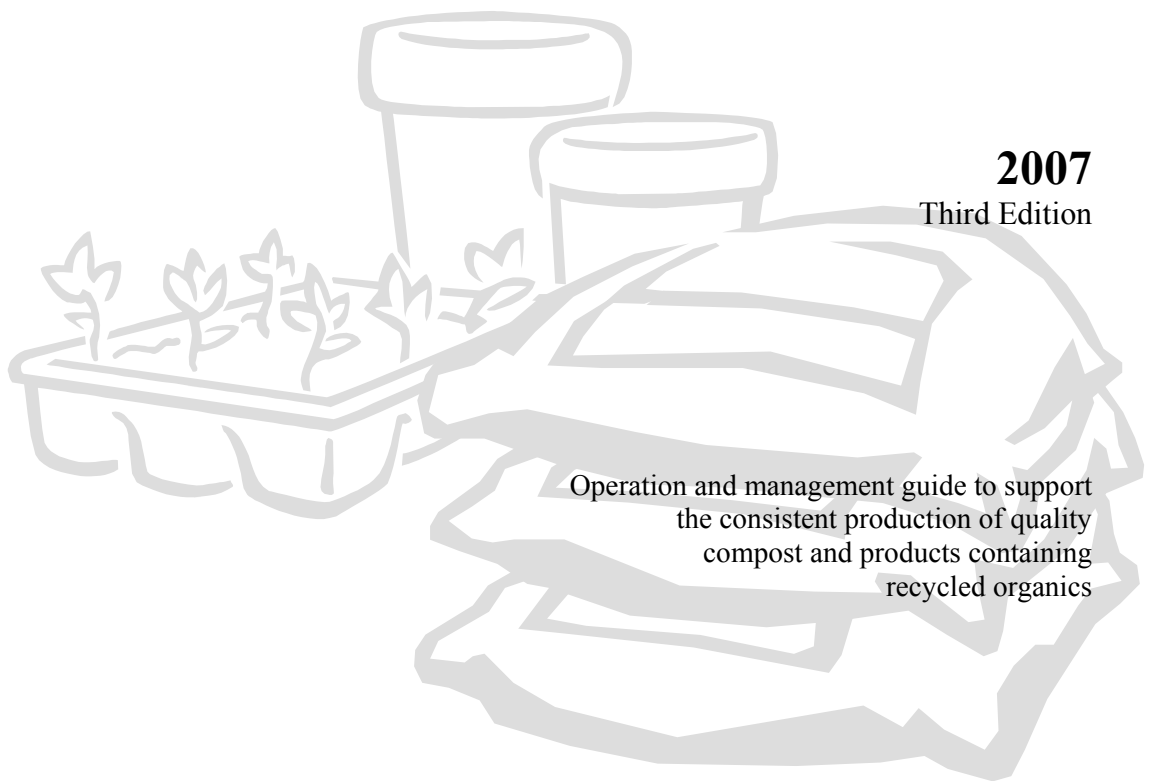 2007
Third Edition
Operation and management guide to support
the consistent production of quality
compost and products containing
recycled organics